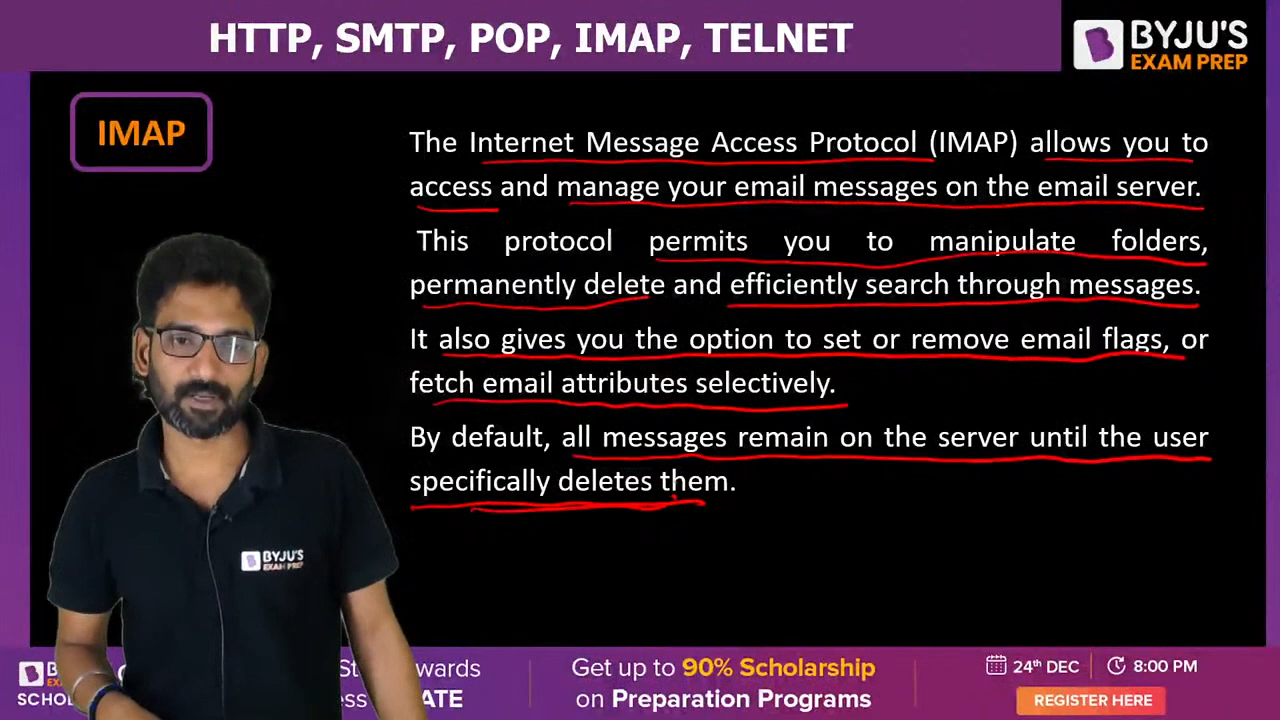 HTTP, SMTP, POP, IMAP, TELNET
BYJU'S
EXAM PREP
IMAP
The Internet Message Access Protocol (IMAP) allows you to
access and manage your email messages on the email server.
This protocol permits you to manipulate folders,
permanently delete and efficiently search through messages.
It also gives you the option to set or remove email flags, or
fetch email attributes selectively.
By default, all messages remain on the server until the user
specifically deletes them.
BYJU'S
EXAM PREP
Get up to 90% Scholarship
on Preparation Programs
24th DEC
8:00 PM
REGISTER HERE